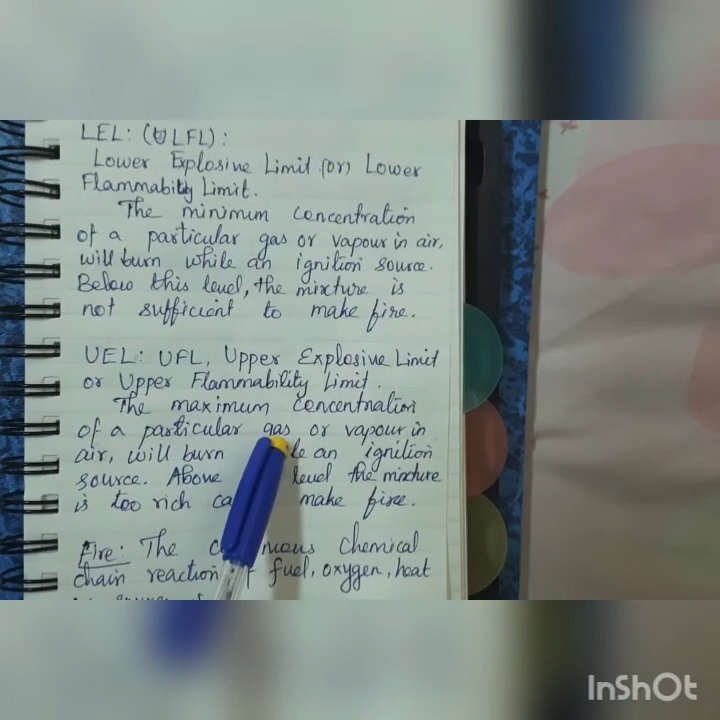 LEL: (LFL):
Lower Explosive Limit (or) Lower
Flammability Limit.
The minimum concentration
of a particular gas or vapour in air,
will burn while an ignition source.
Below this level, the mixture is
not sufficient to make fire.
UEL: UFL, Upper Explosive Limit
or Upper Flammability Limit.
The maximum concentration
of a particular gas or vapour in
air, will burn an ignition
source. Above level the mixture
is too rich make fire.
Fire: The Chemical
chain reaction fuel, oxygen, heat
InShOt